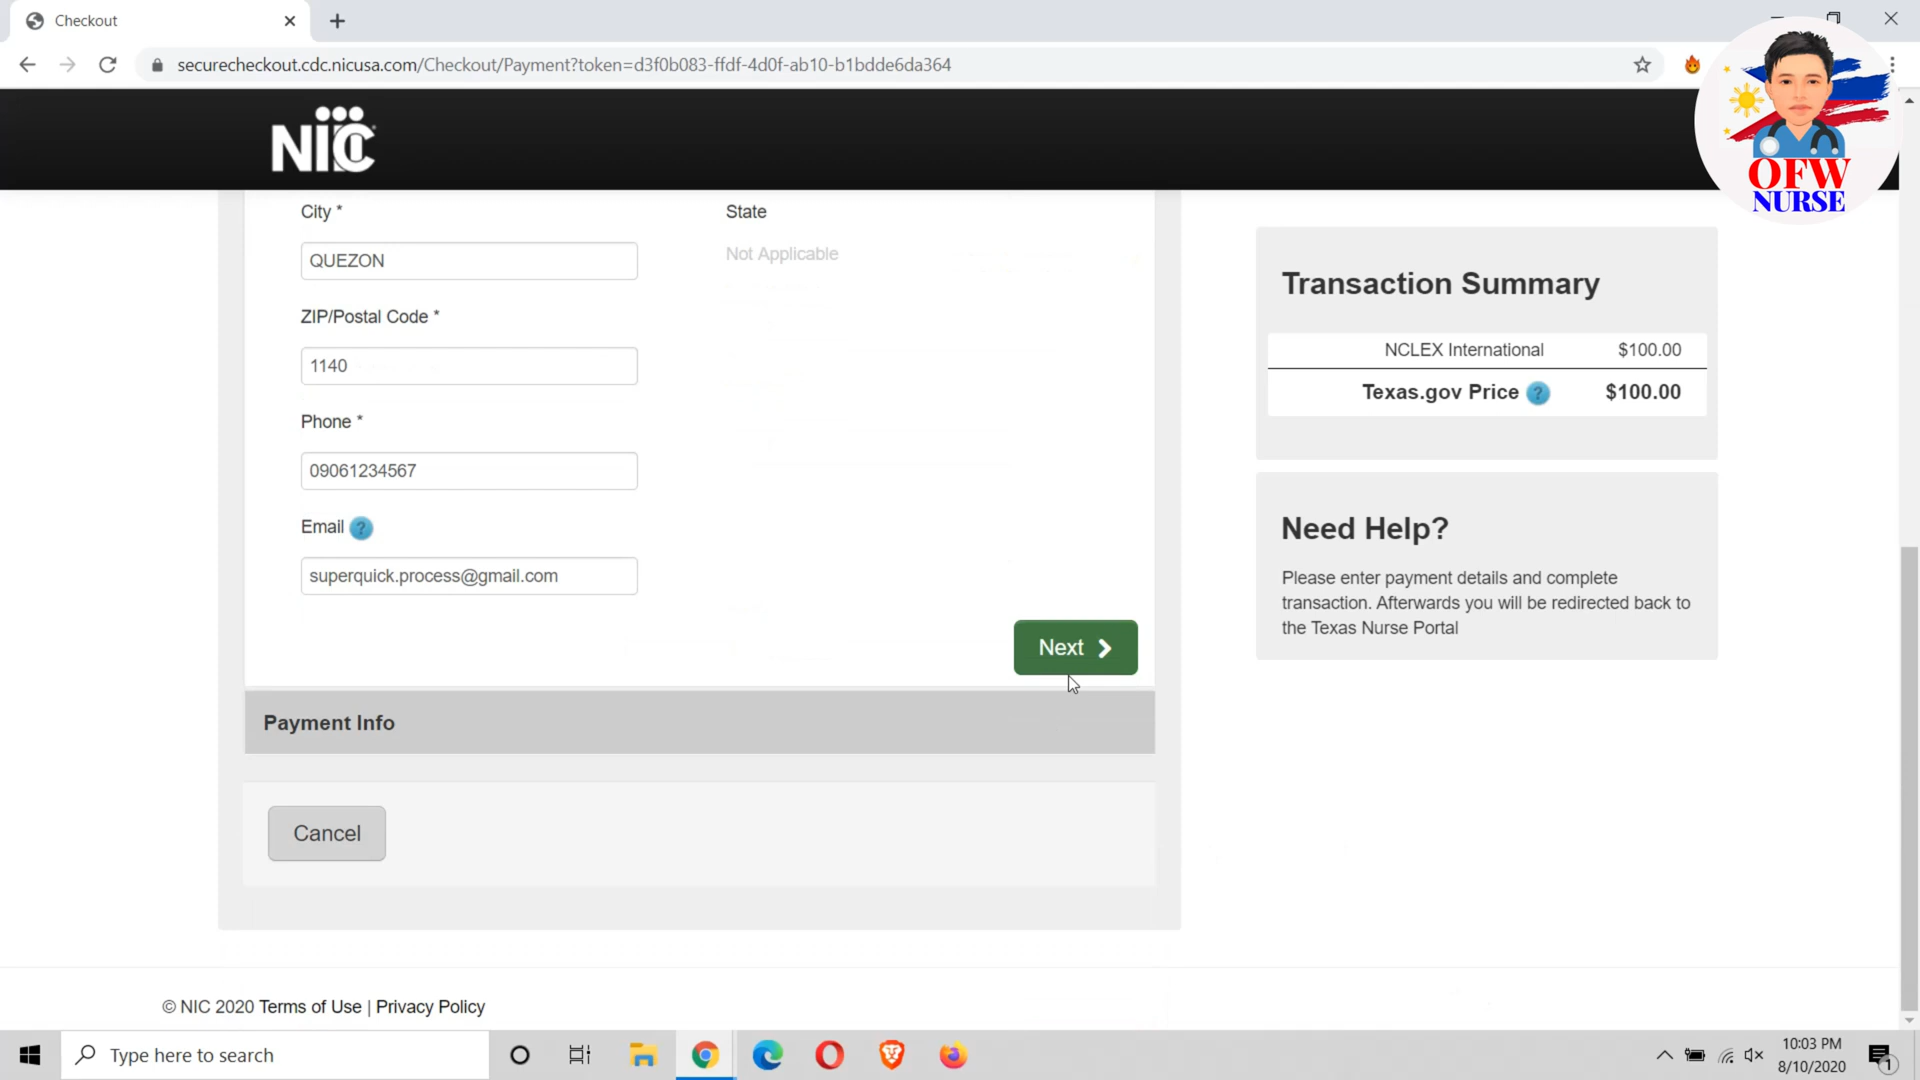 Checkout
securecheckout.cdc.nicusa.com/Checkout/Payment?token=d3f0b083-ffdf-4d0f-ab10-b1bdde6da364
NIC
OFW
NURSE
City *
State
QUEZON
Not Applicable
ZIP/Postal Code *
1140
Phone *
09061234567
Email ?
superquick.process@gmail.com
Next
Payment Info
Cancel
Transaction Summary
NCLEX International $100.00
Texas.gov Price ? $100.00
Need Help?
Please enter payment details and complete
transaction. Afterwards you will be redirected back to
the Texas Nurse Portal
© NIC 2020 Terms of Use | Privacy Policy
Type here to search
10:03 PM
8/10/2020
1